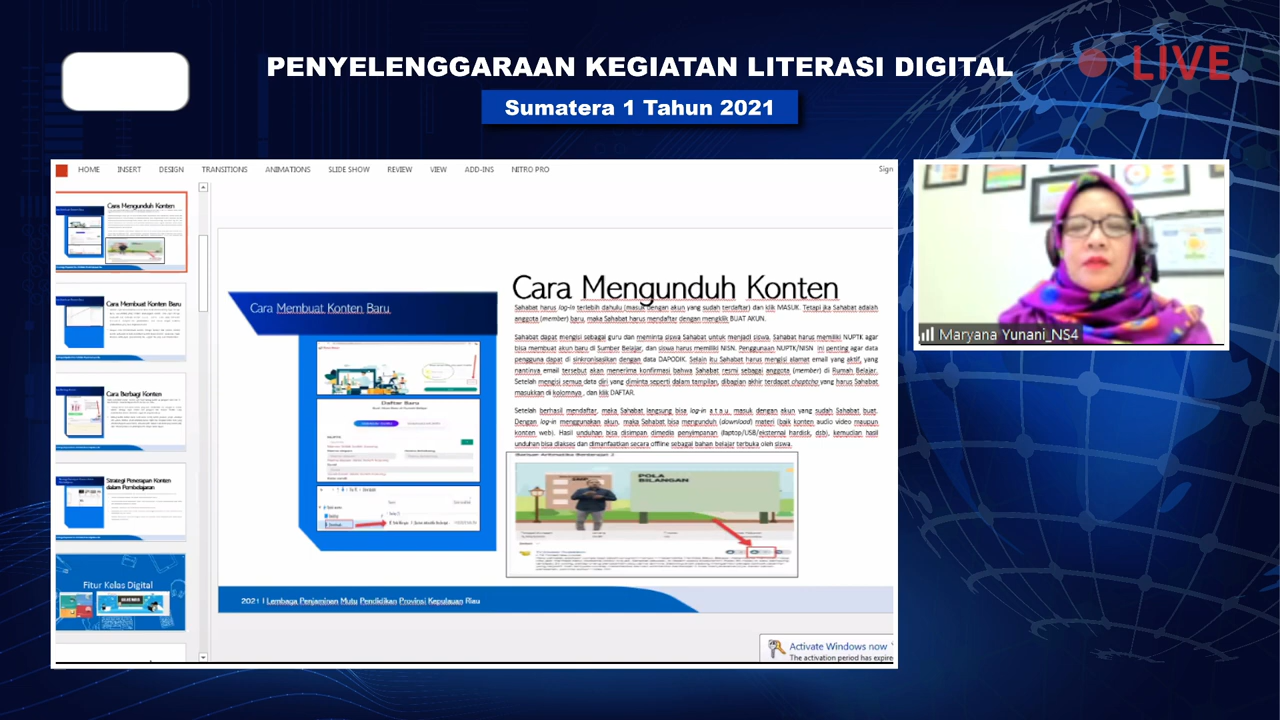 PENYELENGGARAAN KEGIATAN LITERASI DIGITAL
LIVE
Sumatera 1 Tahun 2021
HOME INSERT DESIGN TRANSITIONS ANIMATIONS SLIDE SHOW REVIEW VIEW ADD-INS NITRO PRO Sign
Cara Mengunduh Konten
Cara Membuat Konten Baru
Cara Berbagi Konten
Strategi Penerapan Konten
dalam Pembelajaran
Fitur Kelas Digital
Cara Membuat Konten Baru
Daftar Baru
Cara Mengunduh Konten
Sahabat harus log-in terlebih dahulu (masuk dengan akun yang sudah terdaftar) dan klik MASUK. Tetapi jika Sahabat adalah
anggota (member) baru, maka Sahabat harus mendaftar dengan mengklik BUAT AKUN.
Sahabat dapat mengisi sebagai guru dan meminta siswa Sahabat untuk menjadi siswa. Sahabat harus memiliki NUPTK agar
bisa membuat akun baru di Sumber Belajar, dan siswa harus memiliki NISN. Penggunaan NUPTK/NISN ini penting agar data
pengguna dapat di sinkronisasikan dengan data DAPODIK. Selain itu Sahabat harus mengisi alamat email yang aktif, yang
nantinya email tersebut akan menerima konfirmasi bahwa Sahabat resmi sebagai anggota (member) di Rumah Belajar.
Setelah mengisi semua data diri yang diminta seperti dalam tampilan, dibagian akhir terdapat chaptcha yang harus Sahabat
masukkan di kolomnya , dan klik DAFTAR.
Setelah berhasil mendaftar, maka Sahabat langsung bisa log-in atau masuk dengan akun yang sudah Sahabat buat.
Dengan log-in menggunakan akun, maka Sahabat bisa mengunduh (download) materi (baik konten audio video maupun
konten web). Hasil unduhan bisa disimpan dimedia penyimpanan (laptop/USB/eksternal hardisk, dsb), kemudian hasil
unduhan bisa diakses dan dimanfaatkan secara offline sebagai bahan belajar terbuka oleh siswa.
POLA
BILANGAN
2021 | Lembaga Penjaminan Mutu Pendidikan Provinsi Kepulauan Riau
Activate Windows now
The activation period has expire
Maryana Yunani_NS4